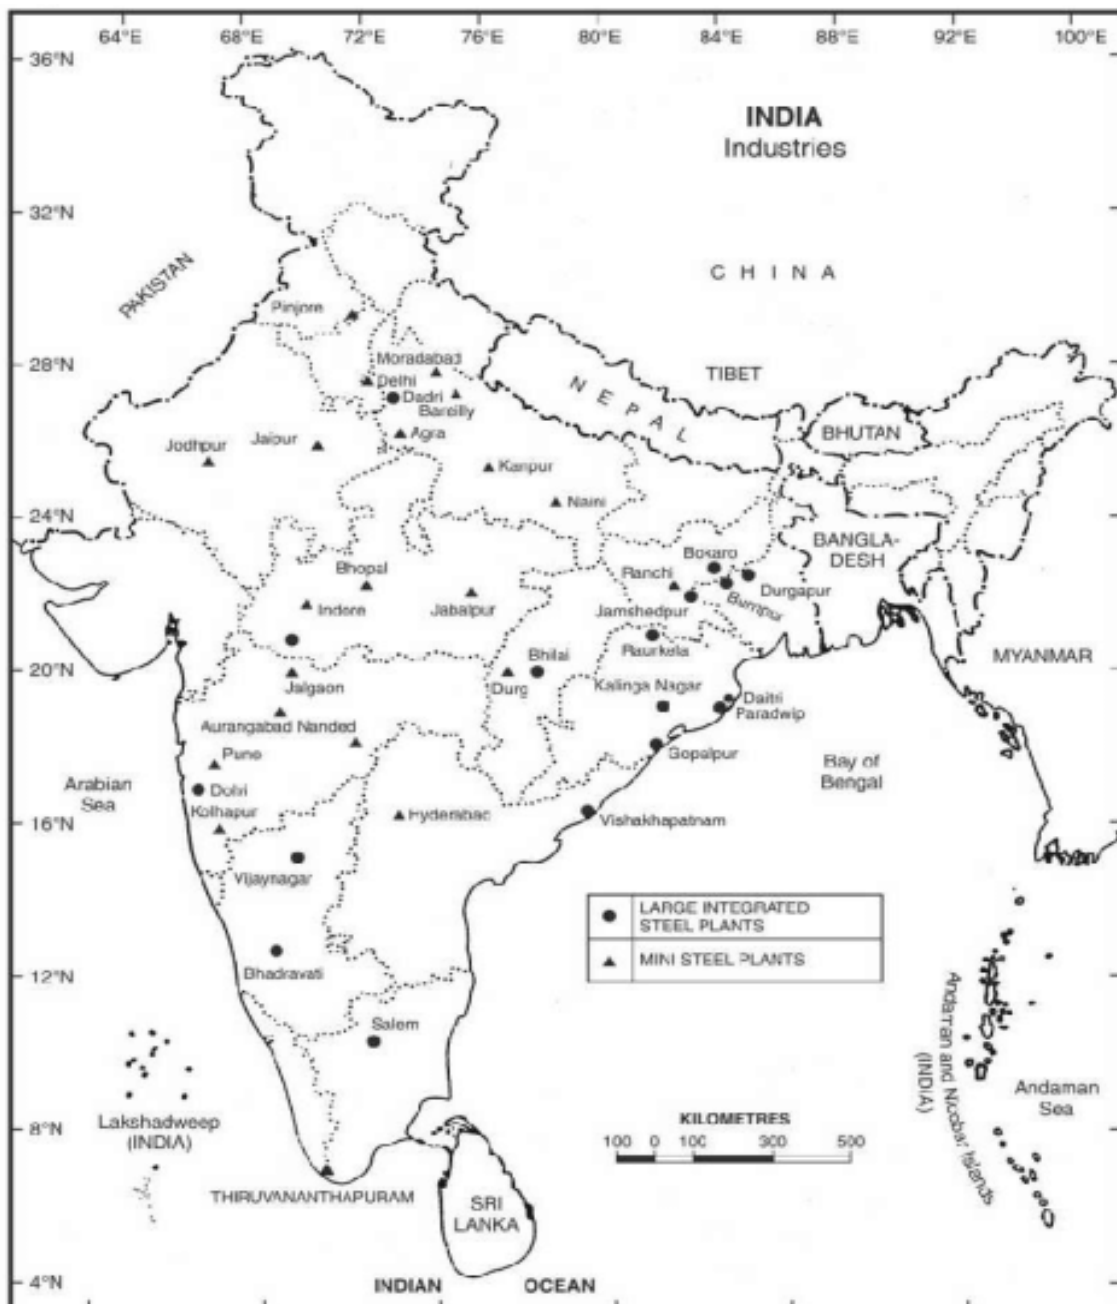 64°E 68°E 72°E 76°E 80°E 84°E 88°E 92°E 100°E
36°N
INDIA
Industries
32°N
PAKISTAN
C H I N A
Pinjore
28°N
Moradabad
TIBET
Delhi
Dadri
Bareilly
N E P A L
Agra
BHUTAN
Jodhpur
Jaipur
Kanpur
Naini
24°N
BANGLA-
DESH
Bokaro
Bhopal
Ranchi
Durgapur
Indore
Jabalpur
Jamshedpur
Burnpur
Raurkela
20°N
Bhilai
MYANMAR
Jalgaon
Durg
Kalinga Nagar
Daitri
Paradwip
Aurangabad Nanded
Pune
Gopalpur
Arabian
Sea
Bay of
Bengal
Dolvi
Kolhapur
Hyderabad
16°N
Vishakhapatnam
Vijaynagar
LARGE INTEGRATED
STEEL PLANTS
MINI STEEL PLANTS
Bhadravati
12°N
Salem
Andaman and Nicobar Islands
(INDIA)
Andaman
Sea
Lakshadweep
(INDIA)
KILOMETRES
8°N
100 0 100 300 500
THIRUVANANTHAPURAM
SRI
LANKA
4°N
INDIAN OCEAN